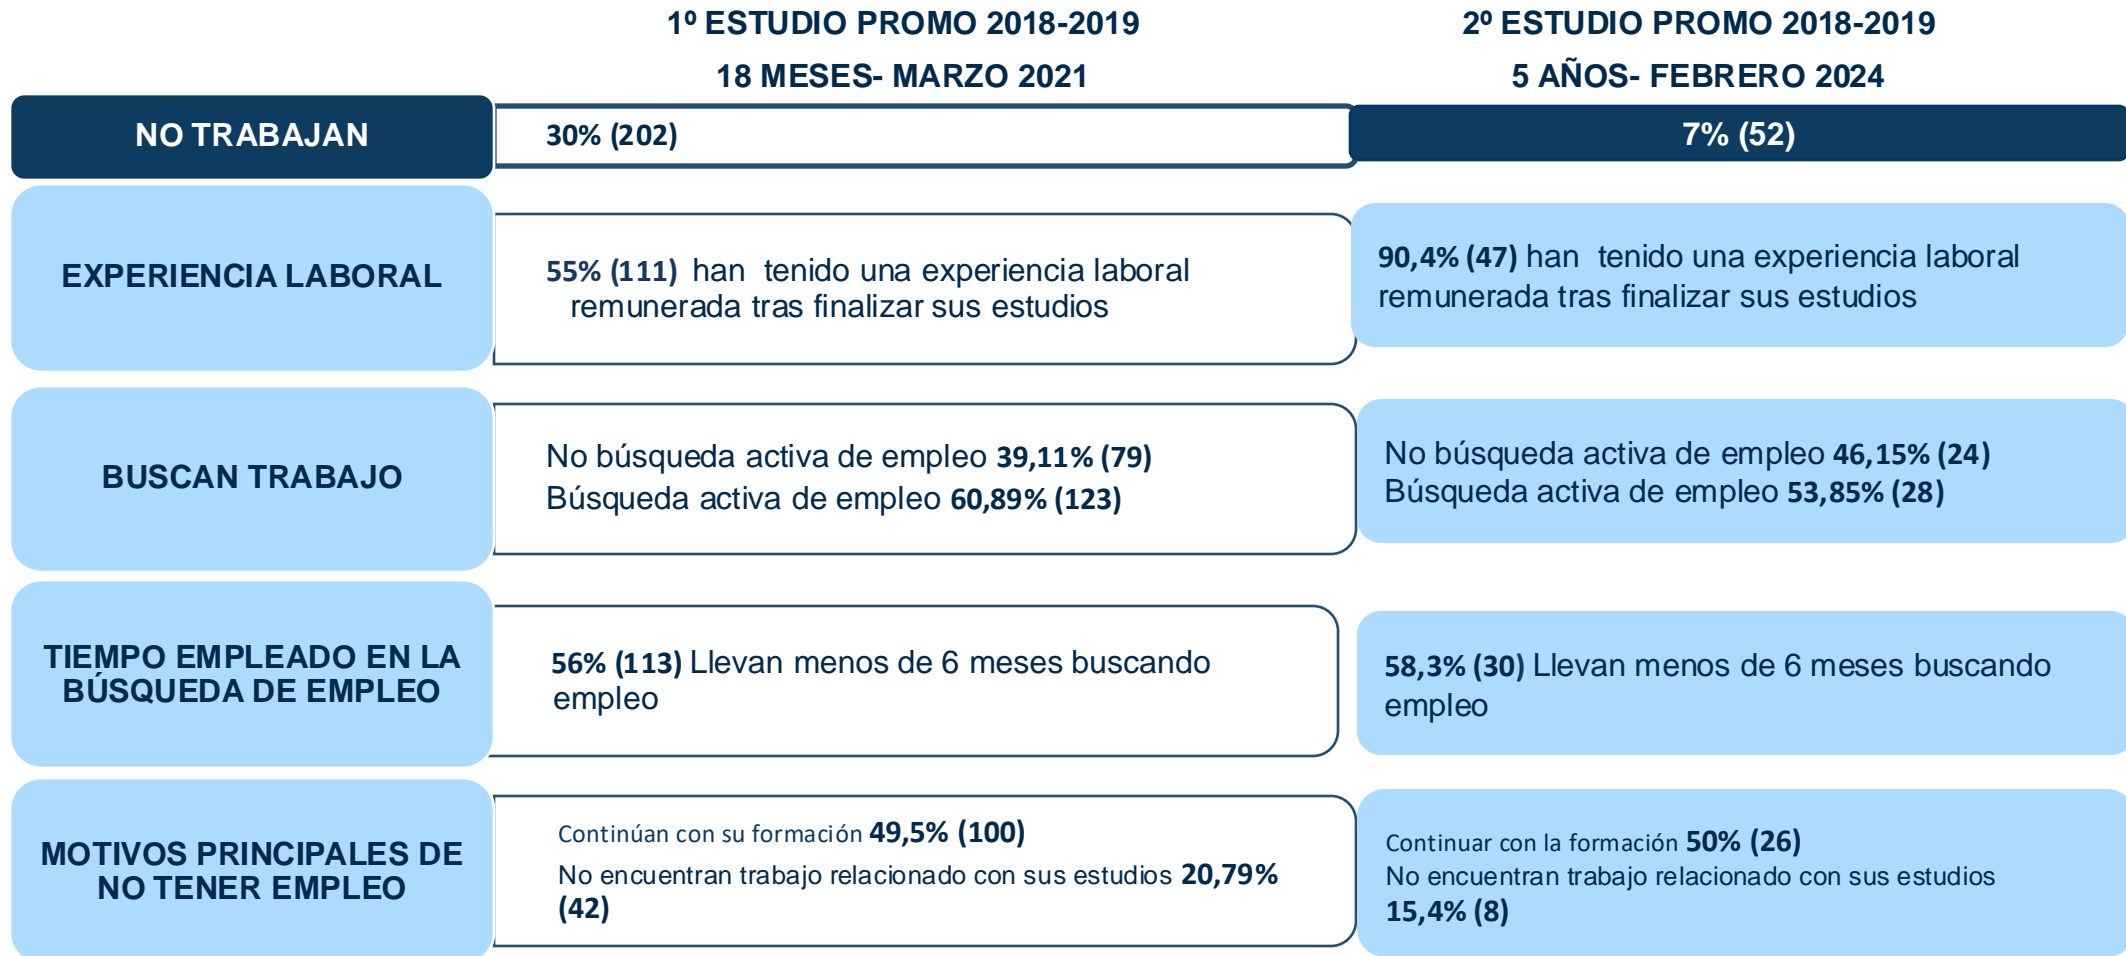 1º ESTUDIO PROMO 2018-2019
18 MESES- MARZO 2021
2º ESTUDIO PROMO 2018-2019
5 AÑOS- FEBRERO 2024
NO TRABAJAN
30% (202)
7% (52)
EXPERIENCIA LABORAL
55% (111) han tenido una experiencia laboral
remunerada tras finalizar sus estudios
90,4% (47) han tenido una experiencia laboral
remunerada tras finalizar sus estudios
BUSCAN TRABAJO
No búsqueda activa de empleo 39,11% (79)
Búsqueda activa de empleo 60,89% (123)
No búsqueda activa de empleo 46,15% (24)
Búsqueda activa de empleo 53,85% (28)
TIEMPO EMPLEADO EN LA
BÚSQUEDA DE EMPLEO
56% (113) Llevan menos de 6 meses buscando
empleo
58,3% (30) Llevan menos de 6 meses buscando
empleo
MOTIVOS PRINCIPALES DE
NO TENER EMPLEO
Continúan con su formación 49,5% (100)
No encuentran trabajo relacionado con sus estudios 20,79%
(42)
Continuar con la formación 50% (26)
No encuentran trabajo relacionado con sus estudios
15,4% (8)